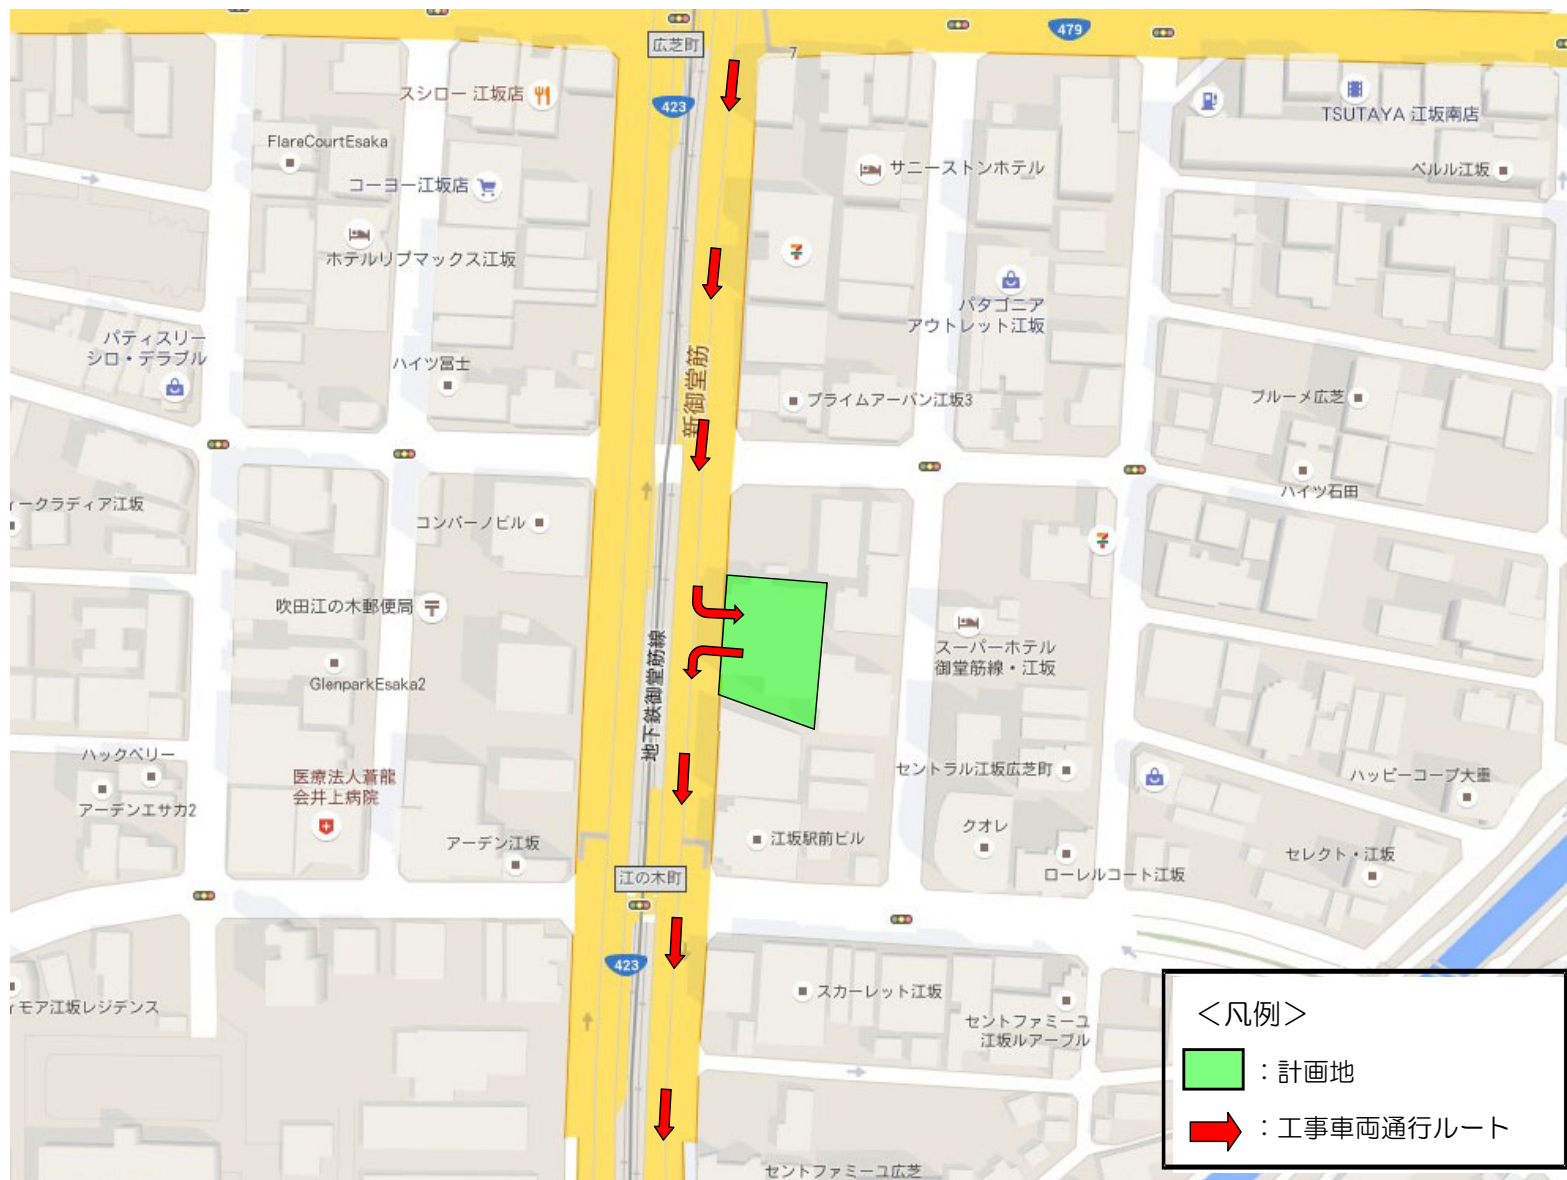 広芝町
479
7
423
スシロー 江坂店
FlareCourtEsaka
コーヨー江坂店
ホテルリブマックス江坂
サニーストンホテル
TSUTAYA 江坂南店
ベルル江坂
パティスリー
シロ・デラブル
ハイツ冨士
新御堂筋
パタゴニア
アウトレット江坂
プライムアーバン江坂3
ブルーメ広芝
ハイツ石田
ィークラディア江坂
コンパーノビル
吹田江の木郵便局
GlenparkEsaka2
地下鉄御堂筋線
スーパーホテル
御堂筋線・江坂
ハックベリー
アーデンエサカ2
医療法人蒼龍
会井上病院
アーデン江坂
江坂駅前ビル
セントラル江坂広芝町
クオレ
ローレルコート江坂
ハッピーコープ大重
セレクト・江坂
江の木町
423
ィモア江坂レジデンス
スカーレット江坂
セントファミーユ
江坂ルアーブル
セントファミーユ広芝
＜凡例＞
：計画地
：工事車両通行ルート